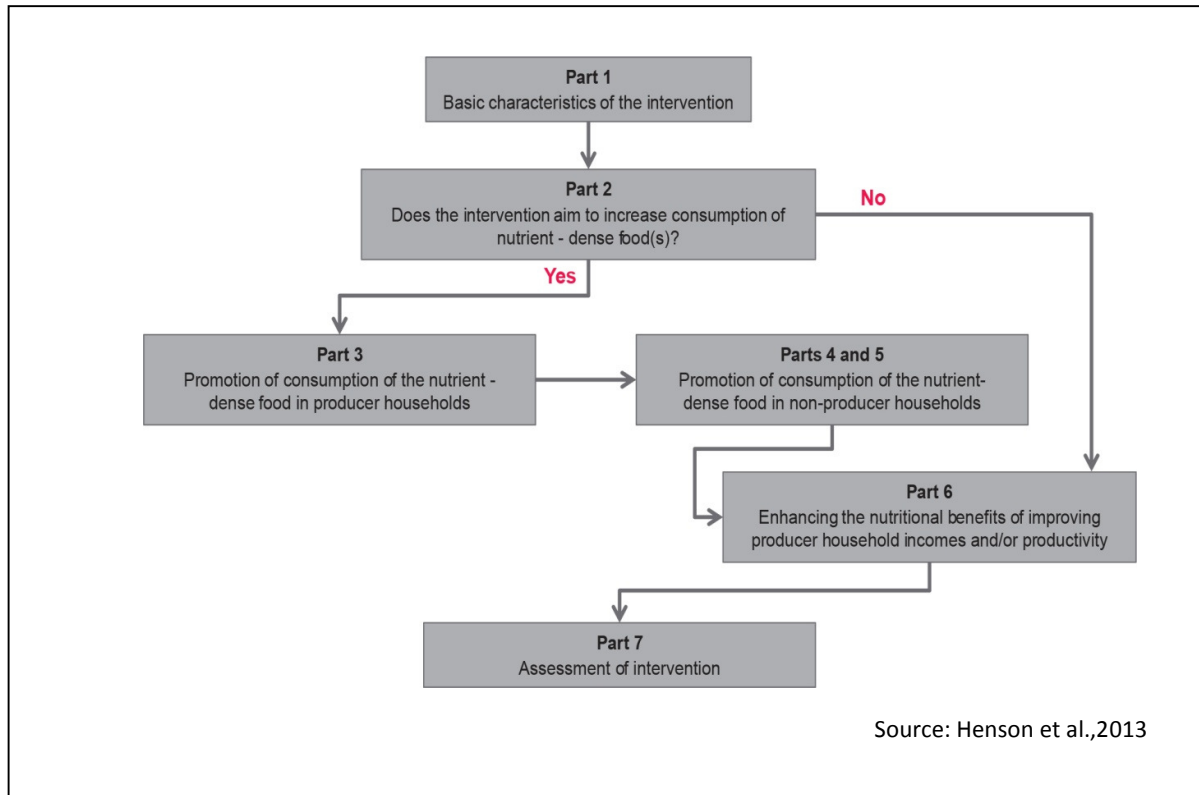 Part 1
Basic characteristics of the intervention
Part 2
Does the intervention aim to increase consumption of
nutrient - dense food(s)?
No
Yes
Part 3
Promotion of consumption of the nutrient -
dense food in producer households
Parts 4 and 5
Promotion of consumption of the nutrient-
dense food in non-producer households
Part 6
Enhancing the nutritional benefits of improving
producer household incomes and/or productivity
Part 7
Assessment of intervention
Source: Henson et al.,2013